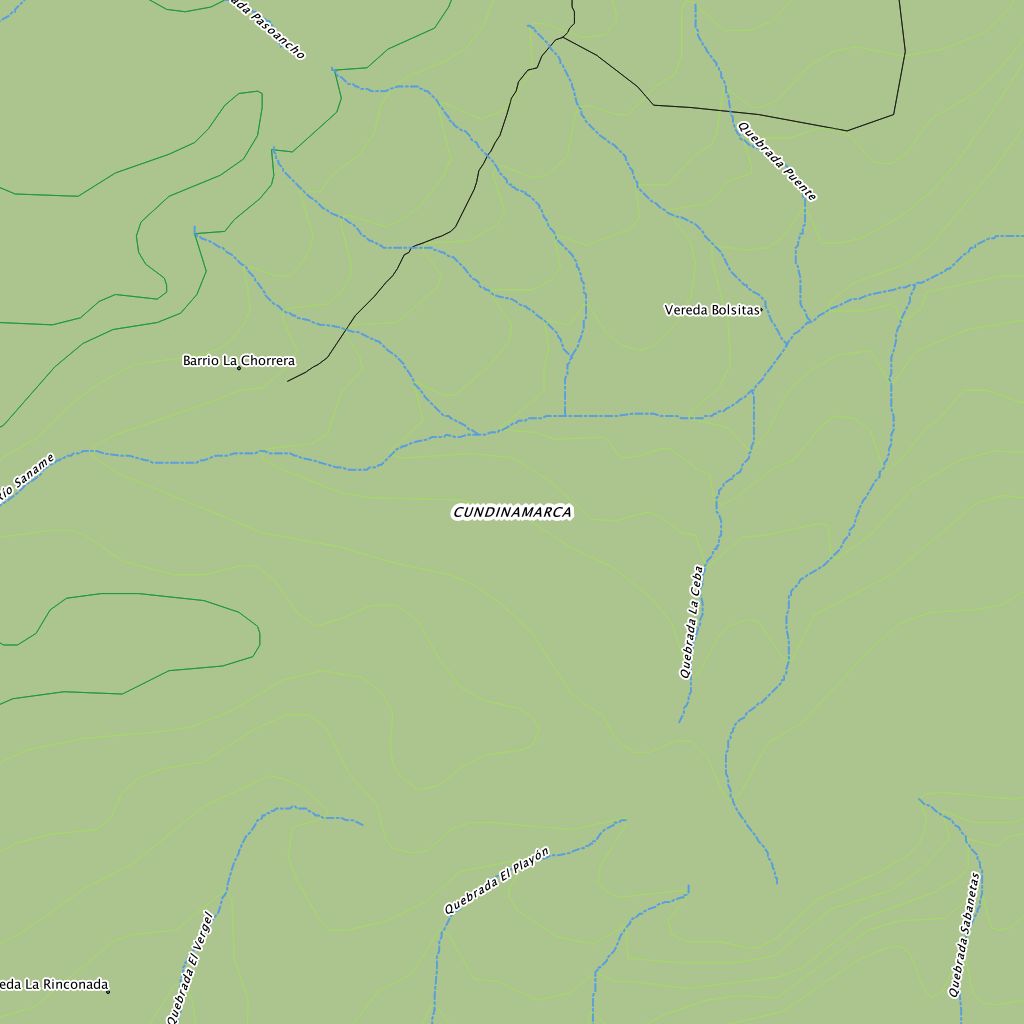 ada Pasoancho
Quebrada Puente
Vereda Bolsitas
Barrio La Chorrera
Río Saname
CUNDINAMARCA
Quebrada La Ceba
Quebrada El Playón
Quebrada Sabanetas
Quebrada El Vergel
eda La Rinconada